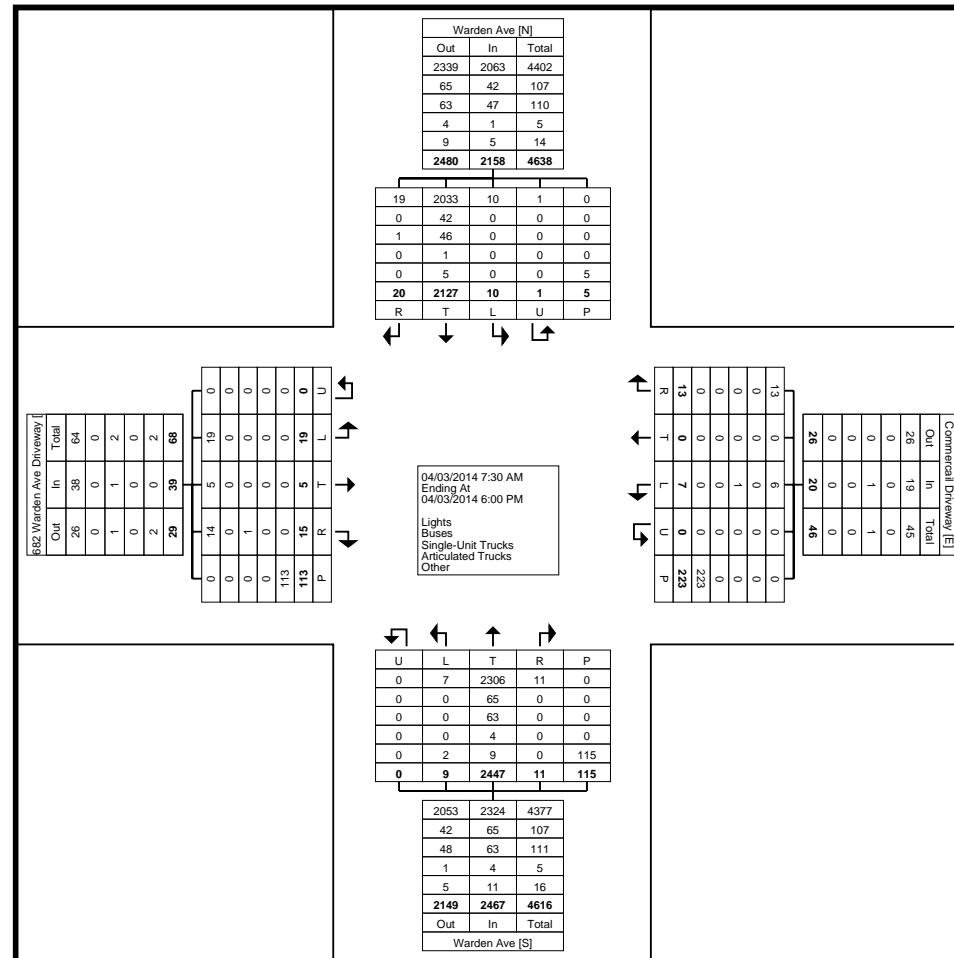 Warden Ave [N]
Out In Total
2339 2063 4402
65 42 107
63 47 110
4 1 5
9 5 14
2480 2158 4638
19 2033 10 1 0
0 42 0 0 0
1 46 0 0 0
0 1 0 0 0
0 5 0 0 5
20 2127 10 1 5
R T L U P
U L T R P
0 19 5 15 113
0 0 0 0 113
0 0 0 0 0
0 0 0 1 0
0 0 0 0 0
0 19 5 14 0
68 39 29
2 0 2
0 0 0
2 1 1
0 0 0
64 38 26
Total In Out
682 Warden Ave Driveway [
04/03/2014 7:30 AM
Ending At
04/03/2014 6:00 PM
Lights
Buses
Single-Unit Trucks
Articulated Trucks
Other
Commercail Driveway [E]
Out In Total
26 19 45
0 0 0
0 1 1
0 0 0
0 0 0
26 20 46
13 0 6 0 0
0 0 0 0 0
0 0 1 0 0
0 0 0 0 0
0 0 0 0 223
13 0 7 0 223
R T L U P
U L T R P
0 7 2306 11 0
0 0 65 0 0
0 0 63 0 0
0 0 4 0 0
0 2 9 0 115
0 9 2447 11 115
2053 2324 4377
42 65 107
48 63 111
1 4 5
5 11 16
2149 2467 4616
Out In Total
Warden Ave [S]